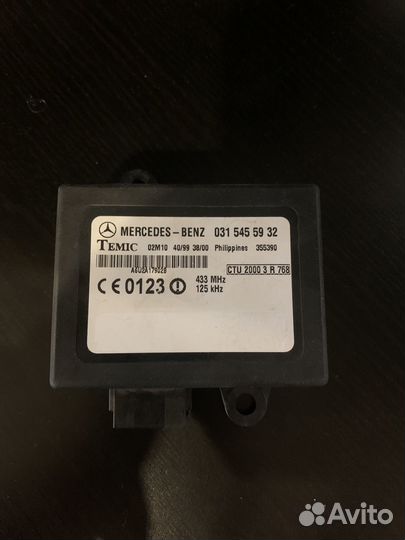 MERCEDES-BENZ 031 545 59 32
TEMIC 02M10 40/99 38/00 Philippines 355390
A6U2A179028
CTU 2000 3 R 768
CE 0123
433 MHz
125 kHz
Avito